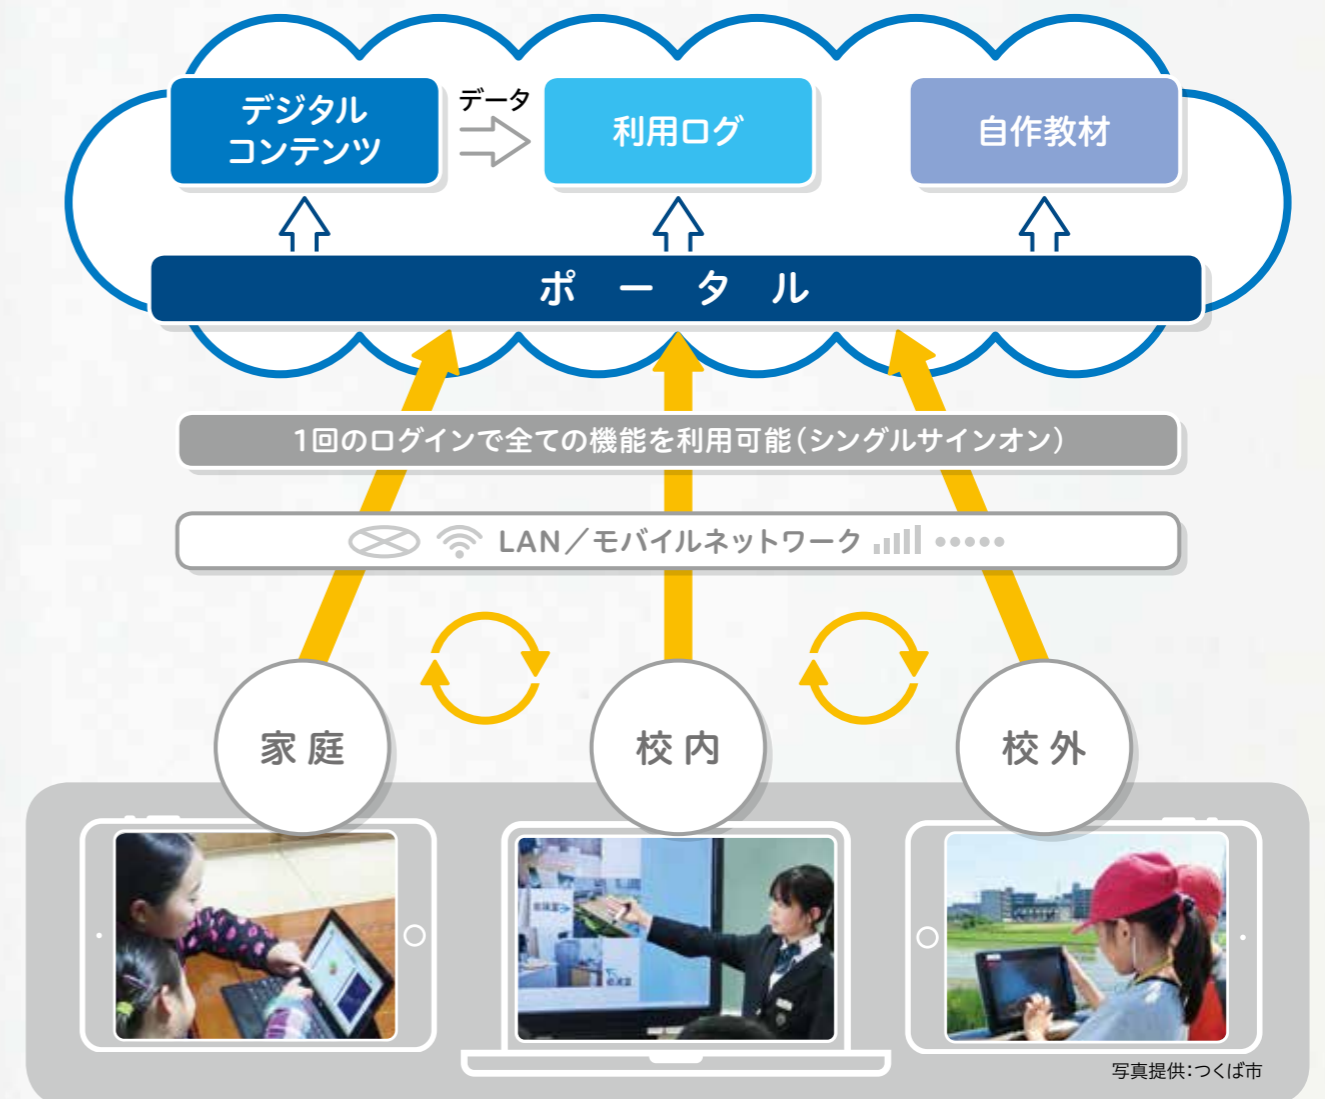 デジタル
コンテンツ
データ
利用ログ
自作教材
ポータル
1回のログインで全ての機能を利用可能(シングルサインオン)
LAN/モバイルネットワーク
家庭
校内
校外
写真提供:つくば市